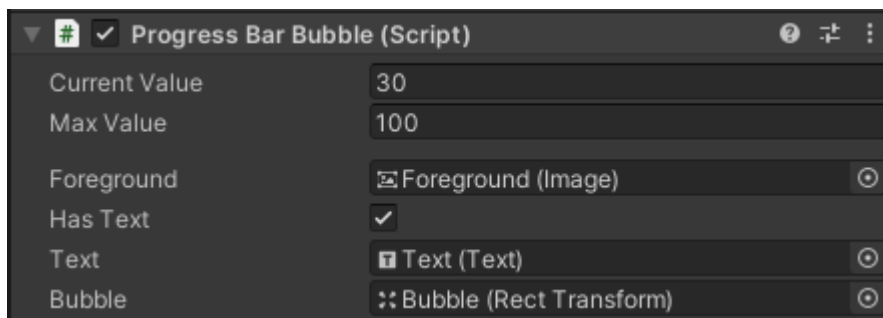 Progress Bar Bubble (Script)
Current Value 30
Max Value 100
Foreground Foreground (Image)
Has Text
Text Text (Text)
Bubble Bubble (Rect Transform)